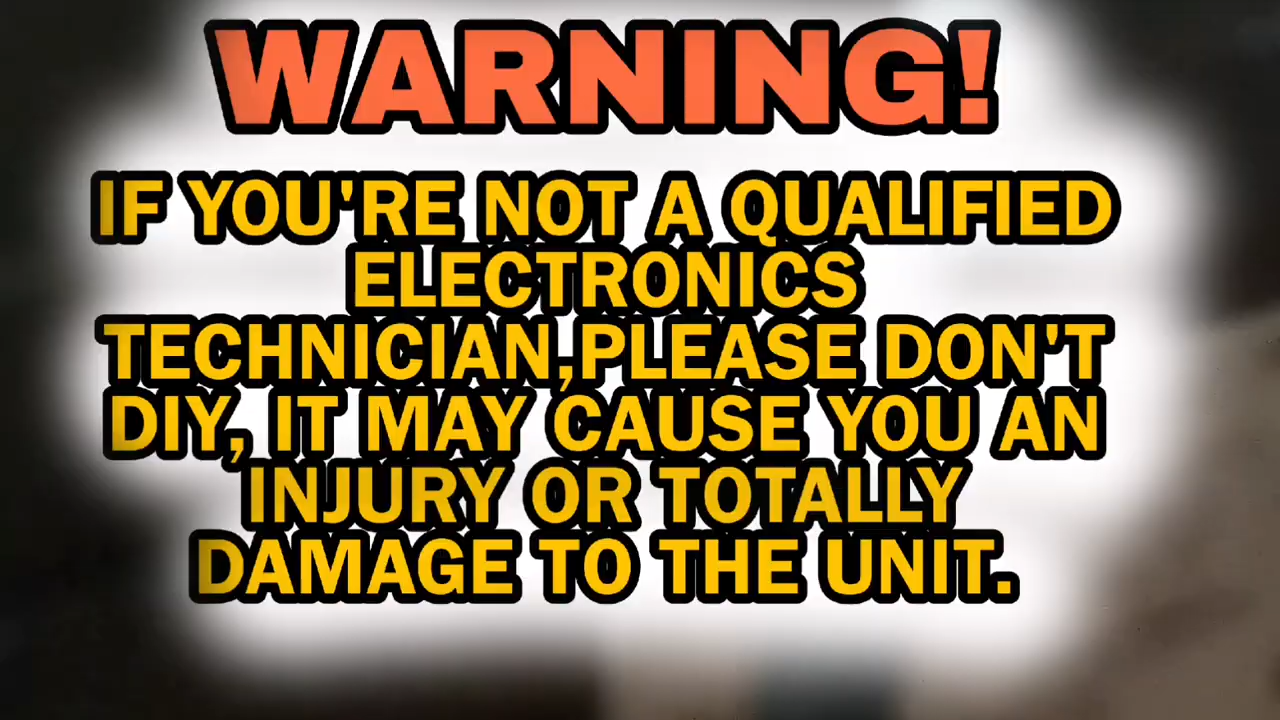 WARNING!
IF YOU'RE NOT A QUALIFIED
ELECTRONICS
TECHNICIAN,PLEASE DON'T
DIY, IT MAY CAUSE YOU AN
INJURY OR TOTALLY
DAMAGE TO THE UNIT.